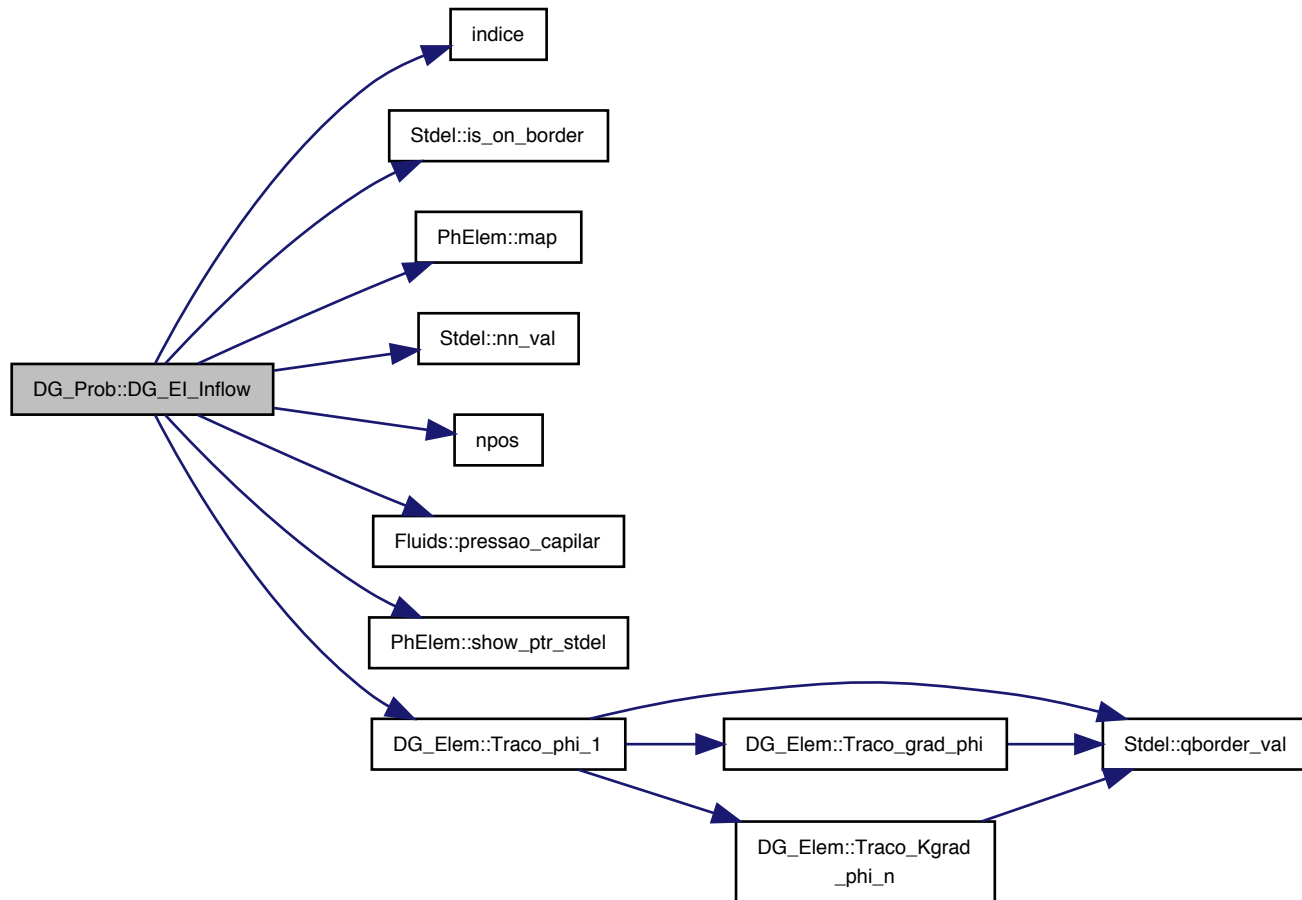 indice
Stdel::is_on_border
PhElem::map
Stdel::nn_val
DG_Prob::DG_EI_Inflow
npos
Fluids::pressao_capilar
PhElem::show_ptr_stdel
DG_Elem::Traco_phi_1
DG_Elem::Traco_grad_phi
Stdel::qborder_val
DG_Elem::Traco_Kgrad
_phi_n